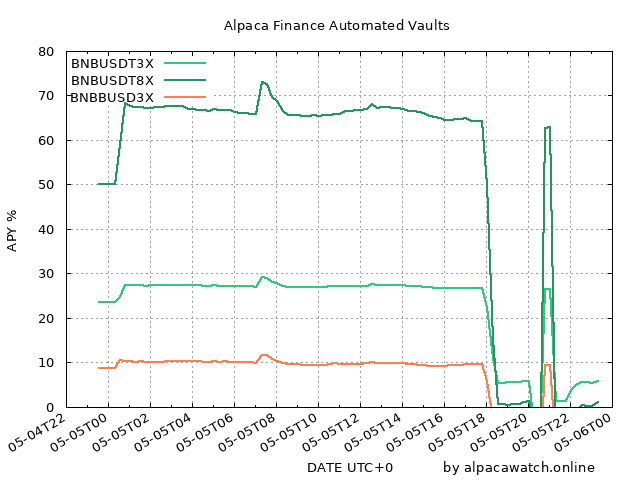 Alpaca Finance Automated Vaults
80
70
60
50
40
30
20
10
0
APY %
BNBUSDT3X
BNBUSDT8X
BNBBUSD3X
05-04T22
05-05T00
05-05T02
05-05T04
05-05T06
05-05T08
05-05T10
05-05T12
05-05T14
05-05T16
05-05T18
05-05T20
05-05T22
05-06T00
DATE UTC+0
by alpacawatch.online